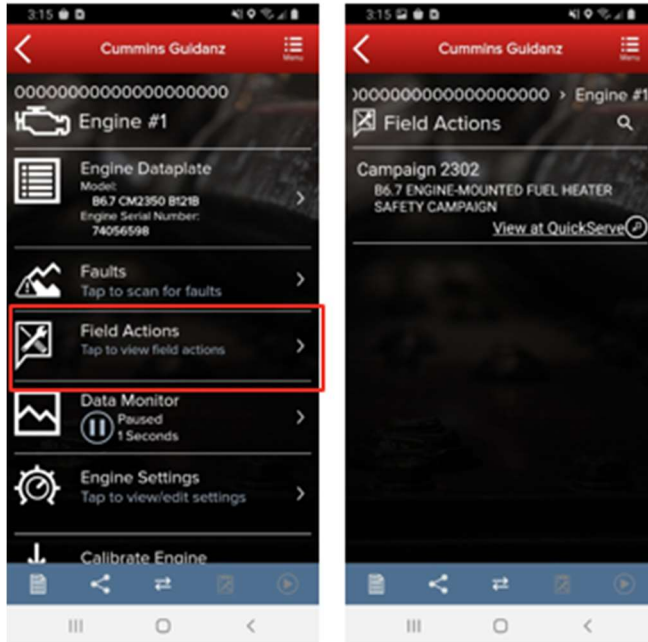 3:15
Cummins Guidanz
Menu
00000000000000000000
Engine #1
Engine Dataplate
Model:
B6.7 CM2350 B121B
Engine Serial Number:
74056598
Faults
Tap to scan for faults
Field Actions
Tap to view field actions
Data Monitor
Paused
1 Seconds
Engine Settings
Tap to view/edit settings
Calibrate Engine
3:15
Cummins Guidanz
Menu
00000000000000000000 > Engine #1
Field Actions
Campaign 2302
B6.7 ENGINE-MOUNTED FUEL HEATER
SAFETY CAMPAIGN
View at QuickServe